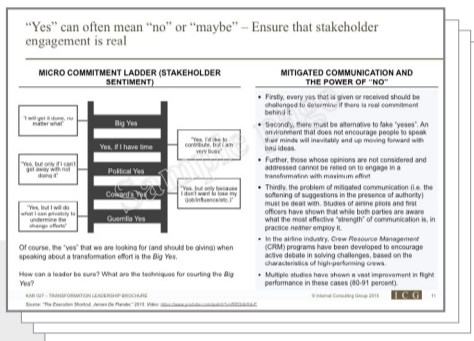 “Yes” can often mean “no” or “maybe” – Ensure that stakeholder
engagement is real
MICRO COMMITMENT LADDER (STAKEHOLDER
SENTIMENT)
"I will get it done, no
matter what"
Big Yes
Yes, If I have time
"Yes, I'd like to
contribute, but I am
very busy"
"Yes, but only if I can't
get away with not
doing it"
Political Yes
Coward's Yes
"Yes, but only because
I don't want to lose my
(job/influence/etc.)"
"Yes, but I will do
what I can privately to
undermine the
change efforts"
Guerrilla Yes
Of course, the "yes" that we are looking for (and should be giving) when
speaking about a transformation effort is the Big Yes.
How can a leader be sure? What are the techniques for courting the Big
Yes?
MITIGATED COMMUNICATION AND
THE POWER OF "NO"
• Firstly, every yes that is given or received should be
challenged to determine if there is real commitment
behind it.
• Secondly, there must be alternative to fake "yeses". An
environment that does not encourage people to speak
their minds will inevitably end up moving forward with
bad ideas.
• Further, those whose opinions are not considered and
addressed cannot be relied on to engage in a
transformation with maximum effort
• Thirdly, the problem of mitigated communication (i.e. the
softening of suggestions in the presence of authority)
must be dealt with. Studies of airline pilots and first
officers have shown that while both parties are aware
what the most effective "strength" of communication is, in
practice neither employ it.
• In the airline industry, Crew Resource Management
(CRM) programs have been developed to encourage
active debate in solving challenges, based on the
characteristics of high-performing crews.
• Multiple studies have shown a vast improvement in flight
performance in these cases (80-91 percent).
KAR 027 – TRANSFORMATION LEADERSHIP BROCHURE
© Internal Consulting Group 2015
ICG
11
Source: "The Execution Shortcut, Jeroen De Flander," 2013. Video: